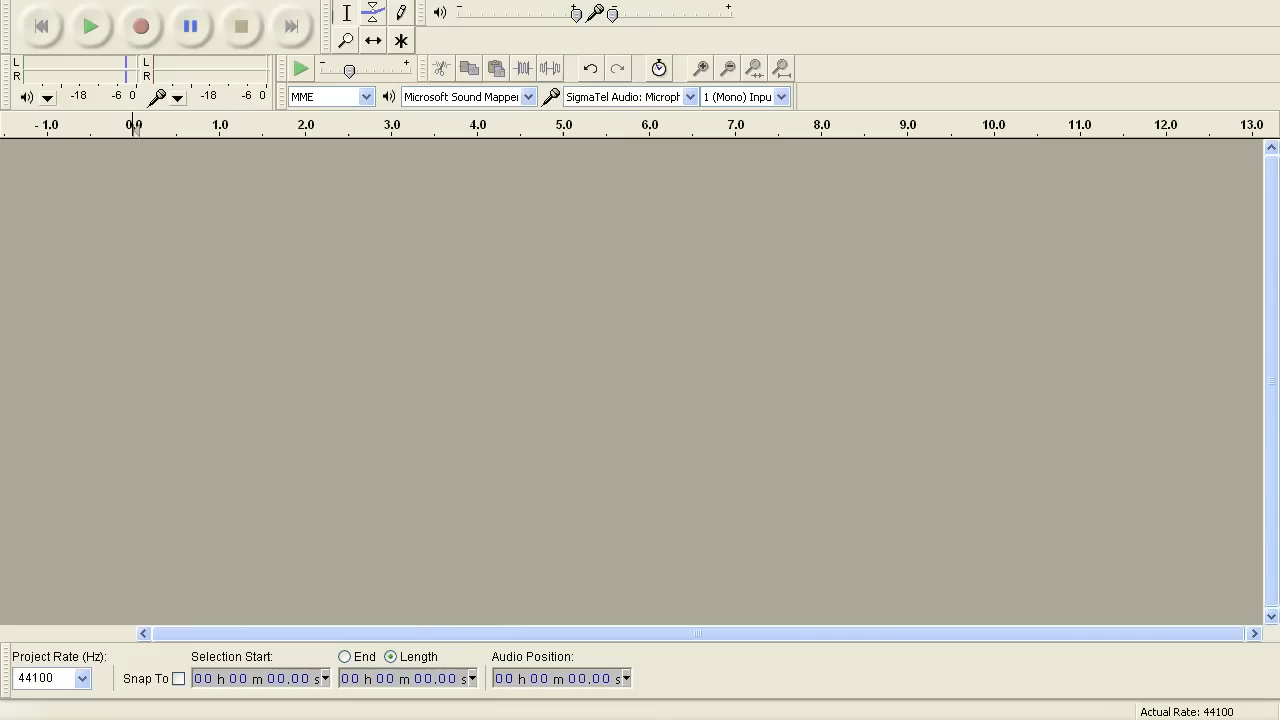 L
R
L
R
-18 -6 0 -18 -6 0
MME Microsoft Sound Mapper SigmaTel Audio: Microph 1 (Mono) Inpu
- 1.0 0.0 1.0 2.0 3.0 4.0 5.0 6.0 7.0 8.0 9.0 10.0 11.0 12.0 13.0
Project Rate (Hz): Selection Start: End Length Audio Position:
44100 Snap To 00 h 00 m 00.00 s 00 h 00 m 00.00 s 00 h 00 m 00.00 s
Actual Rate: 44100